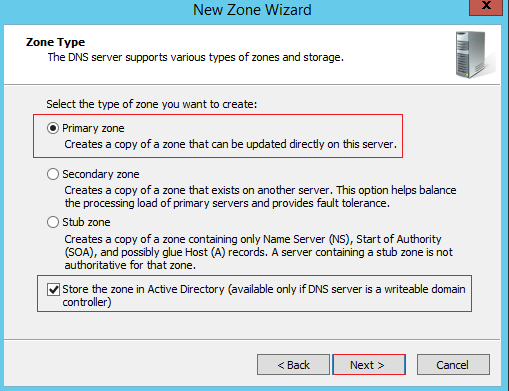 New Zone Wizard
X
Zone Type
The DNS server supports various types of zones and storage.
Select the type of zone you want to create:
Primary zone
Creates a copy of a zone that can be updated directly on this server.
Secondary zone
Creates a copy of a zone that exists on another server. This option helps balance
the processing load of primary servers and provides fault tolerance.
Stub zone
Creates a copy of a zone containing only Name Server (NS), Start of Authority
(SOA), and possibly glue Host (A) records. A server containing a stub zone is not
authoritative for that zone.
Store the zone in Active Directory (available only if DNS server is a writeable domain
controller)
< Back
Next >
Cancel